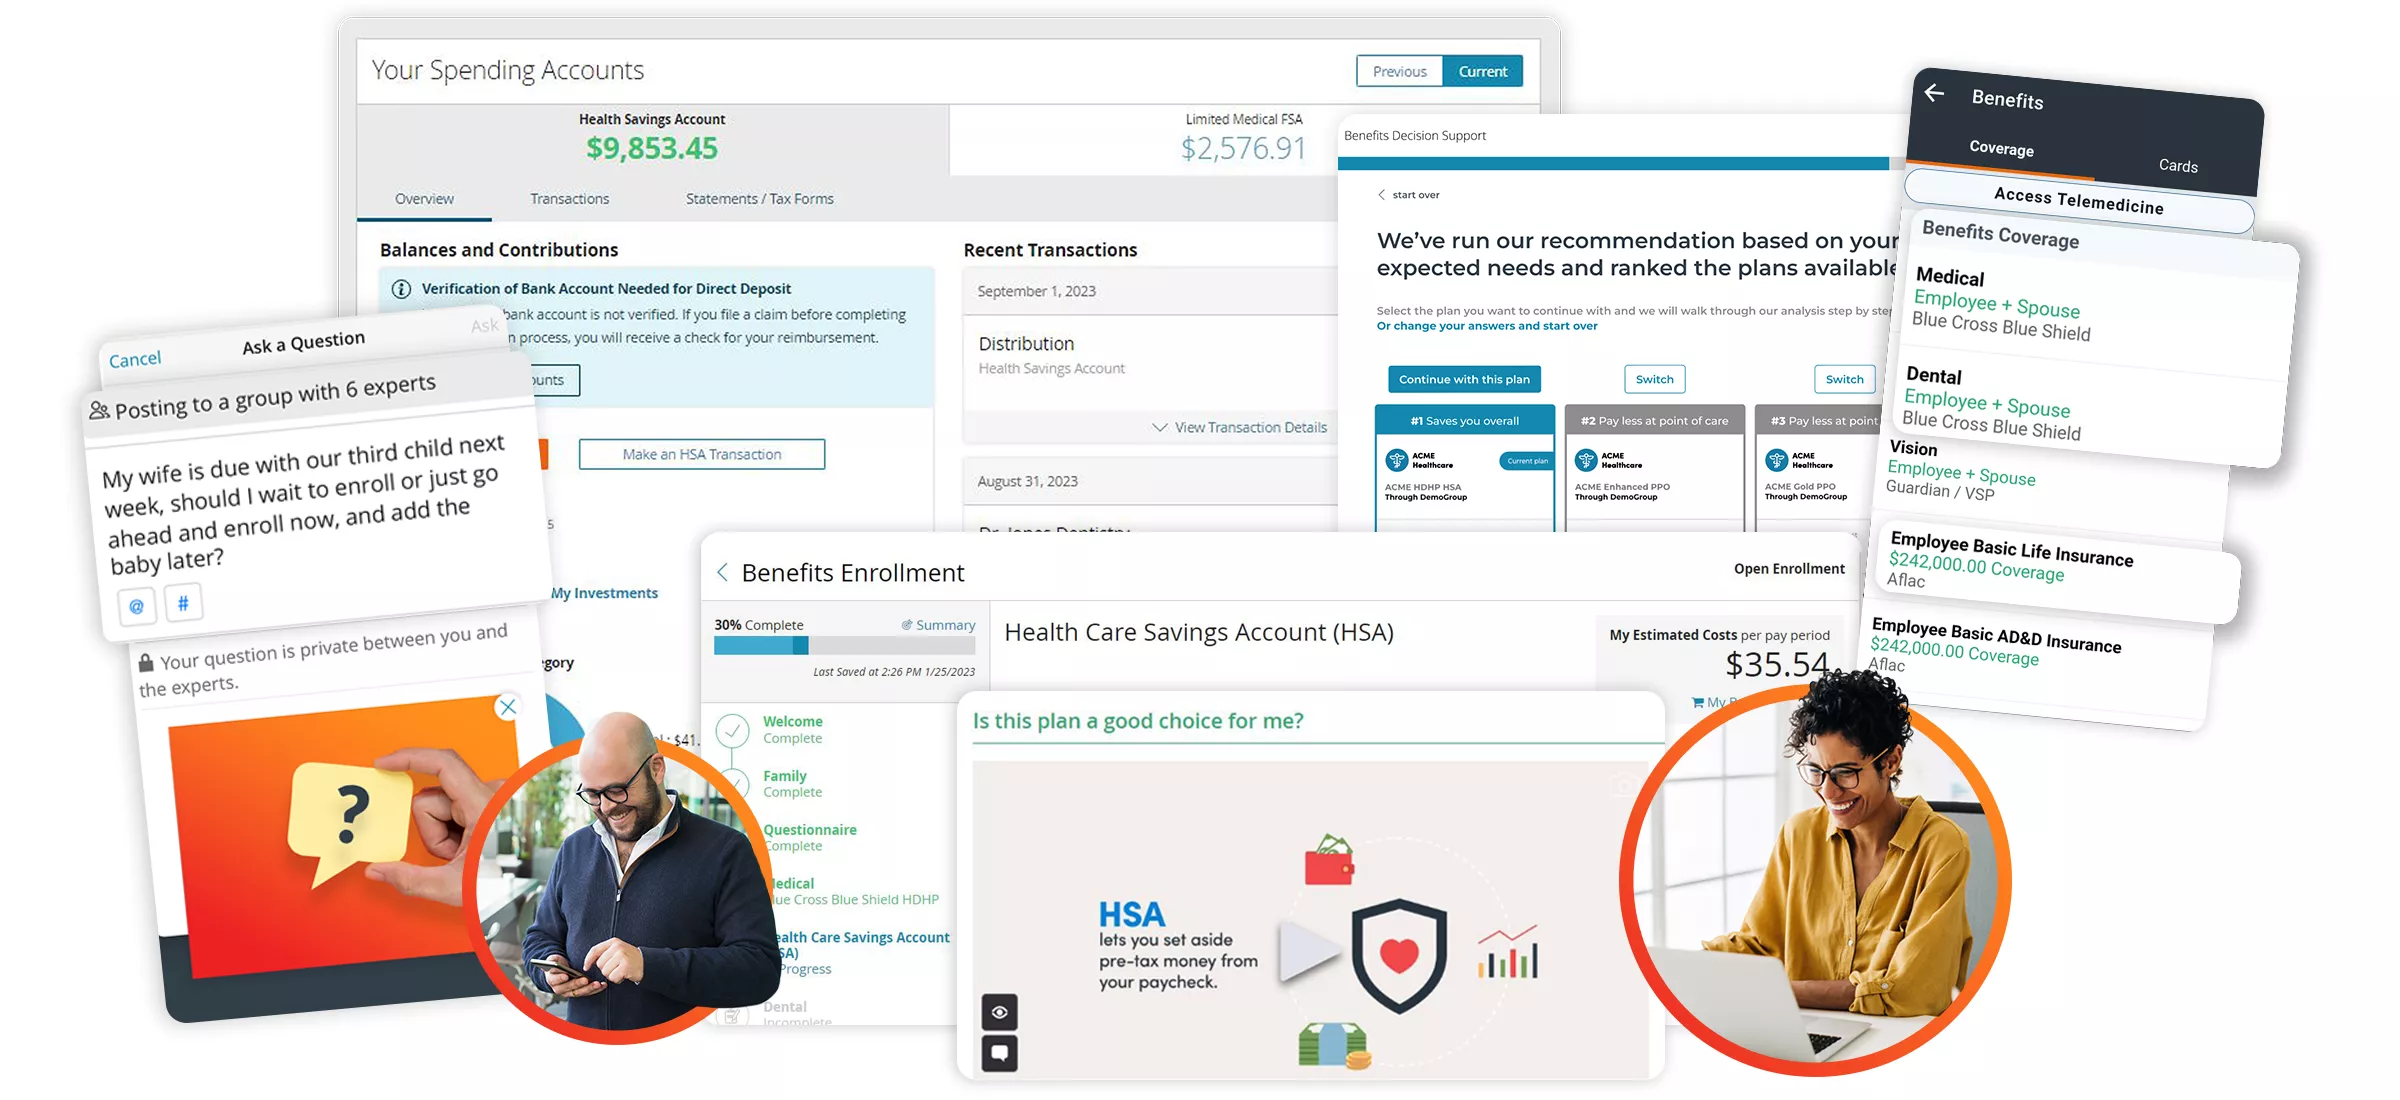 Your Spending Accounts
Previous
Current
Health Savings Account
$9,853.45
Limited Medical FSA
$2,576.91
Overview
Transactions
Statements / Tax Forms
Balances and Contributions
Verification of Bank Account Needed for Direct Deposit
bank account is not verified. If you file a claim before completing
process, you will receive a check for your reimbursement.
Make an HSA Transaction
My Investments
$41.
Recent Transactions
September 1, 2023
Distribution
Health Savings Account
View Transaction Details
August 31, 2023
Dr. Jones Dentistry
Benefits Decision Support
start over
We've run our recommendation based on your
expected needs and ranked the plans available
Select the plan you want to continue with and we will walk through our analysis step by step
Or change your answers and start over
Continue with this plan
Switch
Switch
#1 Saves you overall
ACME
Healthcare
Current plan
ACME HDHP HSA
Through DemoGroup
#2 Pay less at point of care
ACME
Healthcare
ACME Enhanced PPO
Through DemoGroup
#3 Pay less at point
ACME
Healthcare
ACME Gold PPO
Through DemoGroup
Benefits
Coverage
Cards
Access Telemedicine
Benefits Coverage
Medical
Employee + Spouse
Blue Cross Blue Shield
Dental
Employee + Spouse
Blue Cross Blue Shield
Vision
Employee + Spouse
Guardian / VSP
Employee Basic Life Insurance
$242,000.00 Coverage
Aflac
Employee Basic AD&D Insurance
$242,000.00 Coverage
Aflac
Cancel
Ask a Question
Ask
Posting to a group with 6 experts
My wife is due with our third child next
week, should I wait to enroll or just go
ahead and enroll now, and add the
baby later?
@
#
Your question is private between you and
the experts.
?
Benefits Enrollment
Open Enrollment
30% Complete
Summary
Last Saved at 2:26 PM 1/25/2023
Welcome
Complete
Family
Complete
Questionnaire
Complete
Medical
Blue Cross Blue Shield HDHP
Health Care Savings Account
(HSA)
Progress
Dental
Incomplete
Health Care Savings Account (HSA)
My Estimated Costs per pay period
$35.54
My
Is this plan a good choice for me?
HSA
lets you set aside
pre-tax money from
your paycheck.